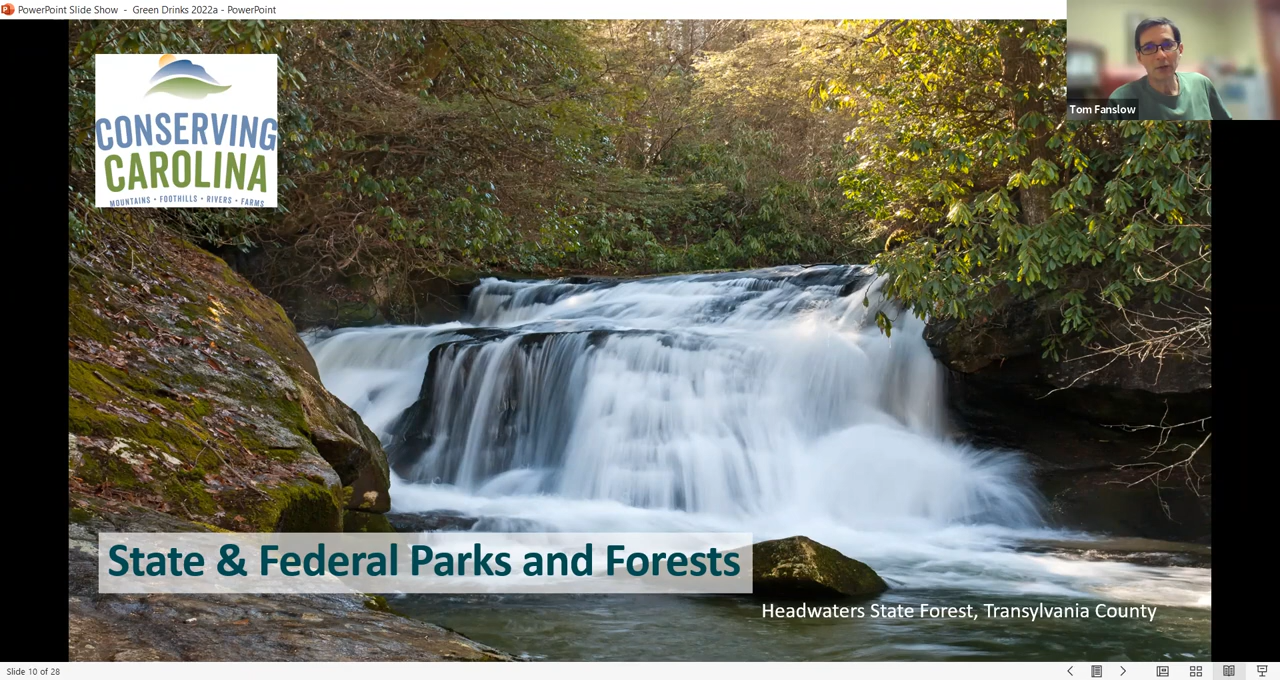 PowerPoint Slide Show - Green Drinks 2022a - PowerPoint
CONSERVING
CAROLINA
MOUNTAINS • FOOTHILLS • RIVERS • FARMS
Tom Fanslow
State & Federal Parks and Forests
Headwaters State Forest, Transylvania County
Slide 10 of 28